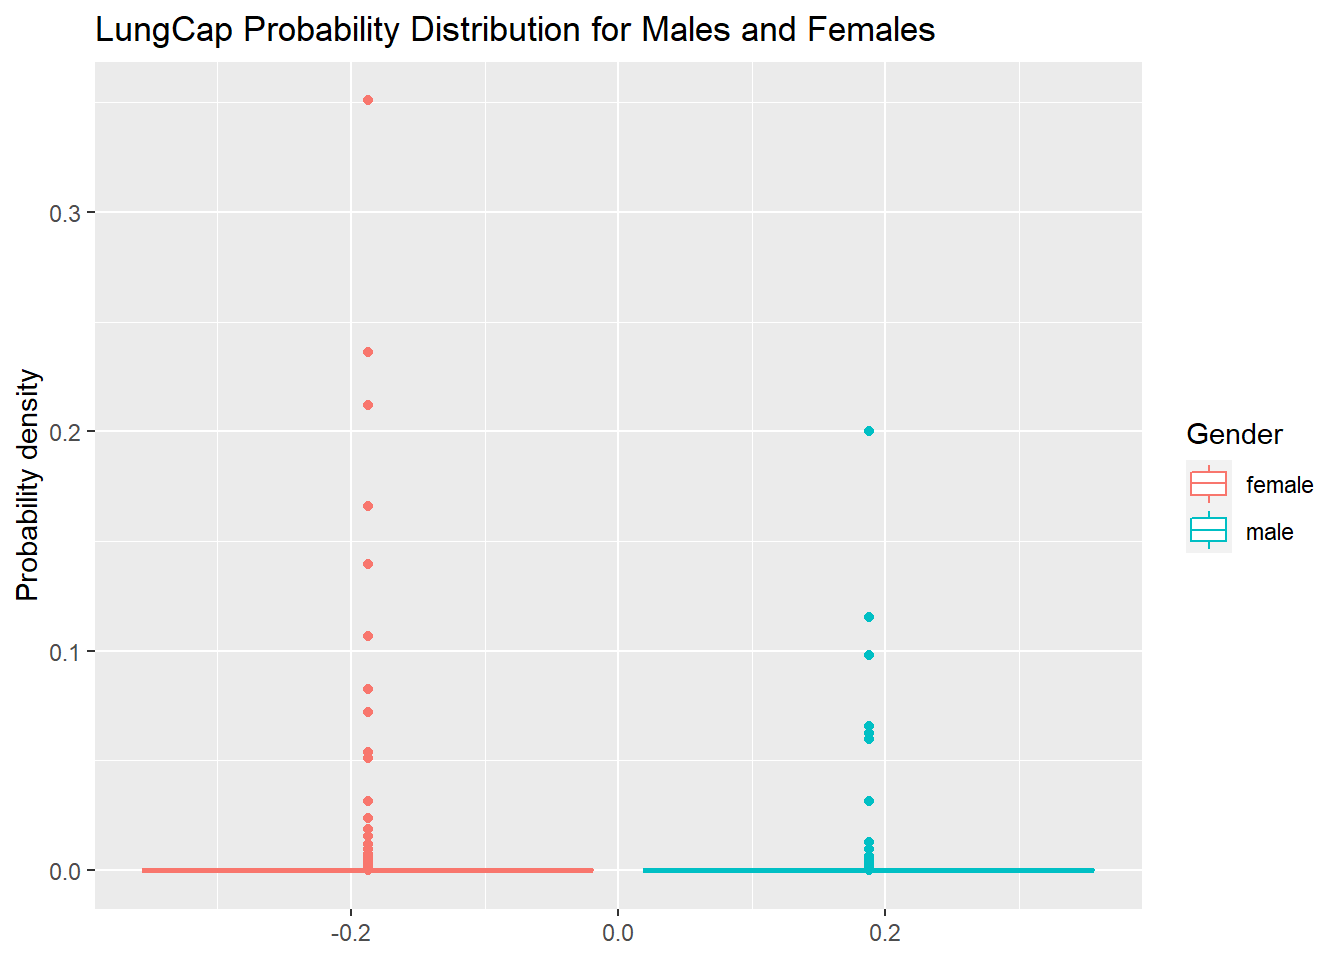 LungCap Probability Distribution for Males and Females
Probability density
0.3
0.2
0.1
0.0
-0.2
0.0
0.2
Gender
female
male